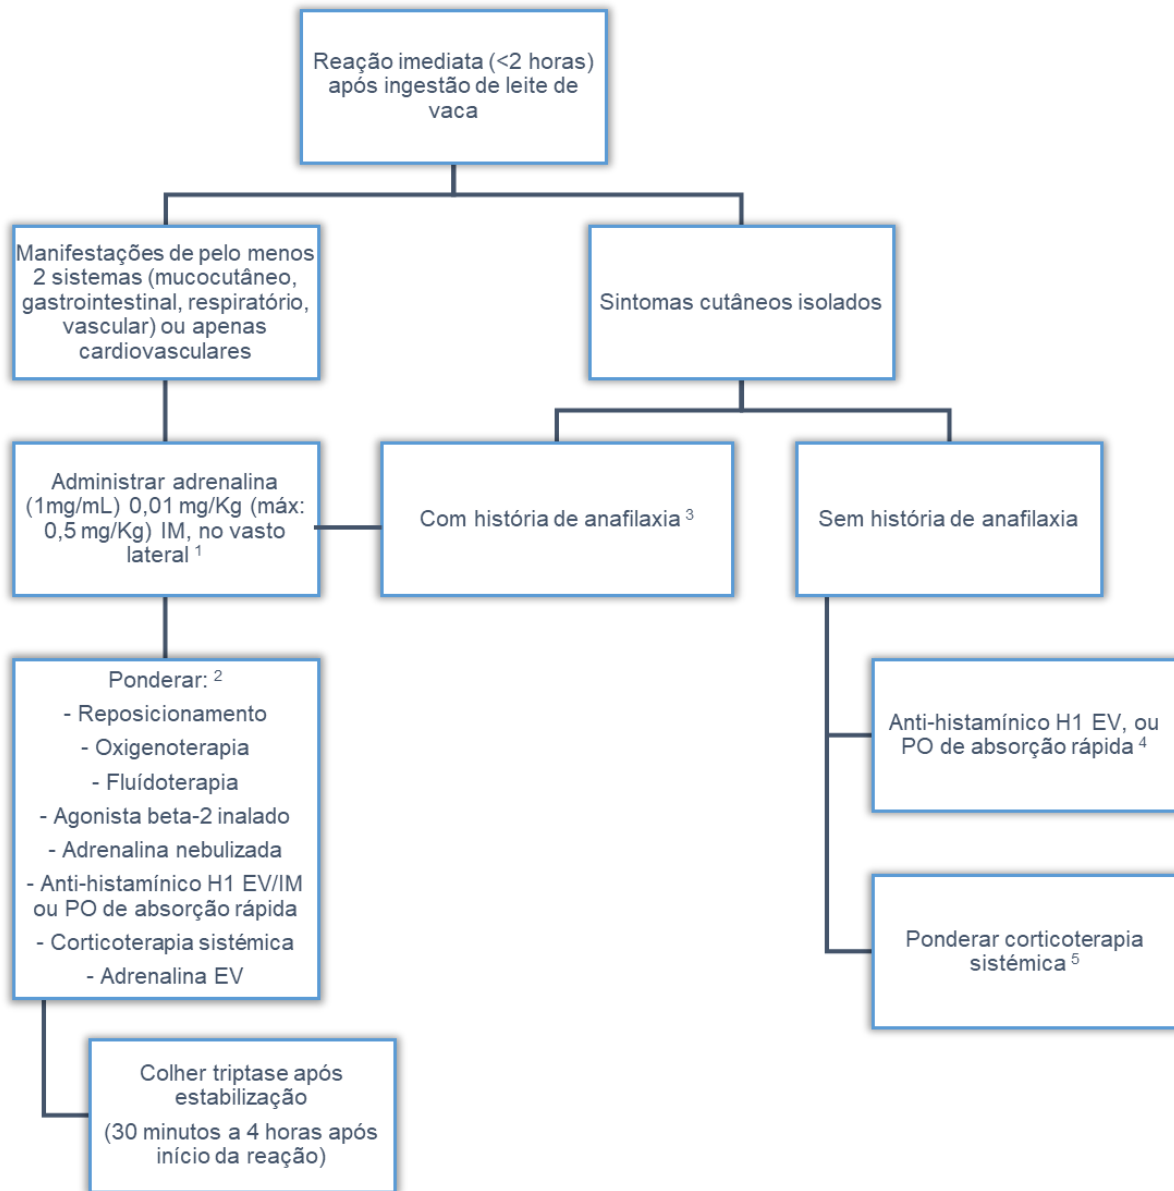 Reação imediata (<2 horas)
após ingestão de leite de
vaca
Manifestações de pelo menos
2 sistemas (mucocutâneo,
gastrointestinal, respiratório,
vascular) ou apenas
cardiovasculares
Sintomas cutâneos isolados
Administrar adrenalina
(1mg/mL) 0,01 mg/Kg (máx:
0,5 mg/Kg) IM, no vasto
lateral ¹
Com história de anafilaxia ³
Sem história de anafilaxia
Ponderar: ²
- Reposicionamento
- Oxigenoterapia
- Fluídoterapia
- Agonista beta-2 inalado
- Adrenalina nebulizada
- Anti-histamínico H1 EV/IM
ou PO de absorção rápida
- Corticoterapia sistémica
- Adrenalina EV
Anti-histamínico H1 EV, ou
PO de absorção rápida ⁴
Ponderar corticoterapia
sistémica ⁵
Colher triptase após
estabilização
(30 minutos a 4 horas após
início da reação)